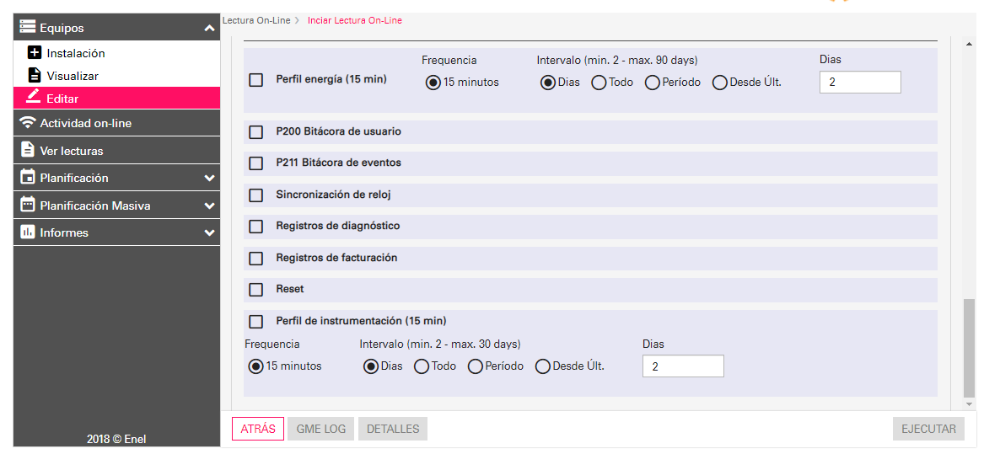 Equipos
Instalación
Visualizar
Editar
Actividad on-line
Ver lecturas
Planificación
Planificación Masiva
Informes
2018 © Enel
Lectura On-Line > Inciar Lectura On-Line
Frequencia Intervalo (min. 2 - max. 90 days) Dias
Perfil energía (15 min) 15 minutos Dias Todo Período Desde Últ. 2
P200 Bitácora de usuario
P211 Bitácora de eventos
Sincronización de reloj
Registros de diagnóstico
Registros de facturación
Reset
Perfil de instrumentación (15 min)
Frequencia Intervalo (min. 2 - max. 30 days) Dias
15 minutos Dias Todo Período Desde Últ. 2
ATRÁS GME LOG DETALLES EJECUTAR